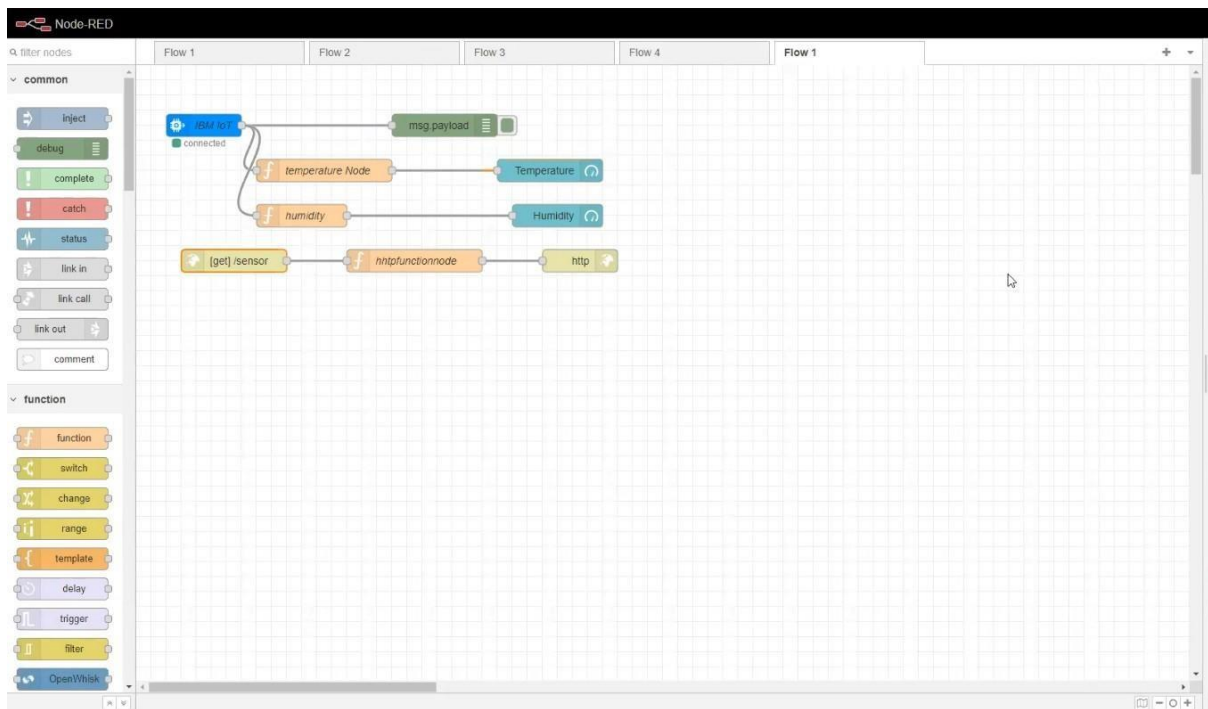 Node-RED
filter nodes
Flow 1
Flow 2
Flow 3
Flow 4
Flow 1
common
inject
debug
complete
catch
status
link in
link call
link out
comment
function
function
switch
change
range
template
delay
trigger
filter
OpenWhisk
IBM IoT
connected
msg.payload
temperature Node
Temperature
humidity
Humidity
[get] /sensor
hhtpfunctionnode
http